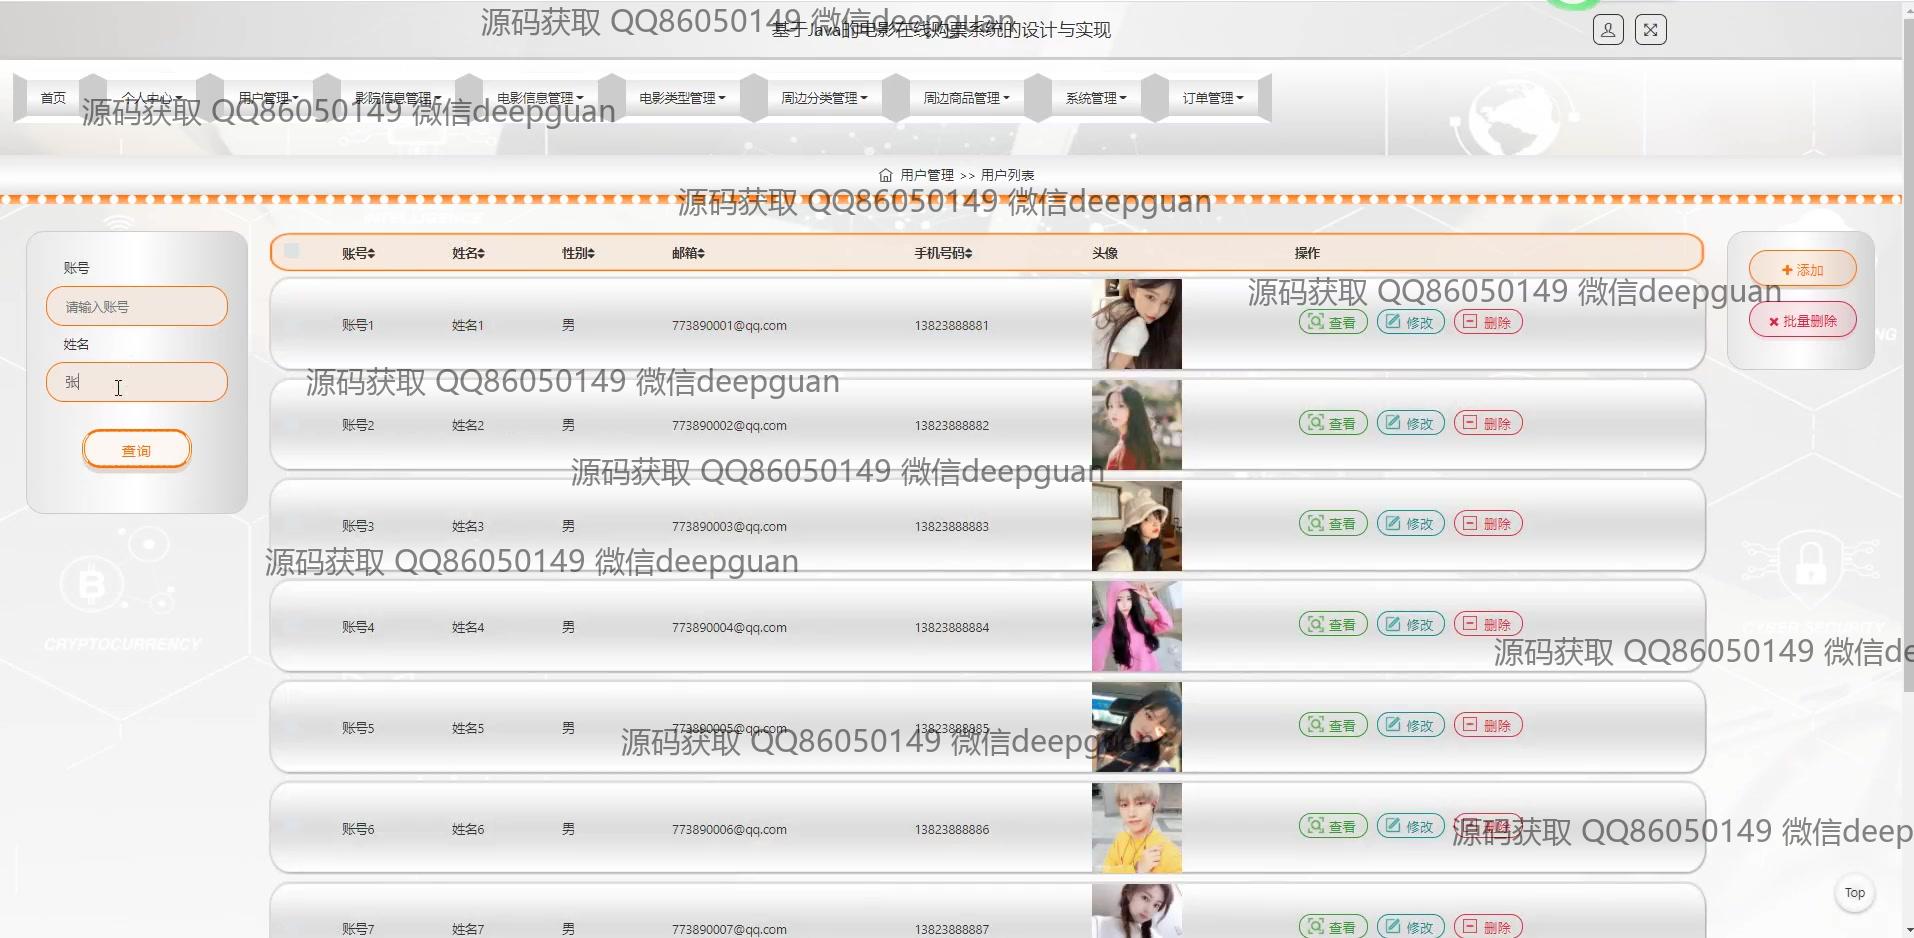 源码获取 QQ86050149 微信deepguan
基于Java的电影在线购票系统的设计与实现
首页 个人中心 用户管理 影院信息管理 电影信息管理 电影类型管理 周边分类管理 周边商品管理 系统管理 订单管理
源码获取 QQ86050149 微信deepguan
用户管理 >> 用户列表
源码获取 QQ86050149 微信deepguan
INTELLIGENCE
账号
请输入账号
姓名
张
查询
账号 姓名 性别 邮箱 手机号码 头像 操作
添加
批量删除
源码获取 QQ86050149 微信deepguan
账号1 姓名1 男 773890001@qq.com 13823888881 查看 修改 删除
NG
源码获取 QQ86050149 微信deepguan
账号2 姓名2 男 773890002@qq.com 13823888882 查看 修改 删除
源码获取 QQ86050149 微信deepguan
账号3 姓名3 男 773890003@qq.com 13823888883 查看 修改 删除
源码获取 QQ86050149 微信deepguan
B
CRYPTOCURRENCY
账号4 姓名4 男 773890004@qq.com 13823888884 查看 修改 删除
CYBER SECURITY
源码获取 QQ86050149 微信de
账号5 姓名5 男 773890005@qq.com 13823888885 查看 修改 删除
源码获取 QQ86050149 微信deepguan
账号6 姓名6 男 773890006@qq.com 13823888886 查看 修改 删除
源码获取 QQ86050149 微信deep
Top
账号7 姓名7 男 773890007@qq.com 13823888887 查看 修改 删除